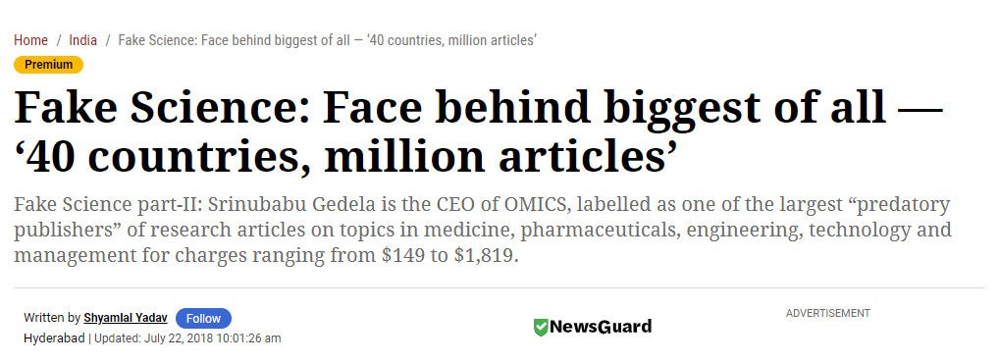 Home / India / Fake Science: Face behind biggest of all — ‘40 countries, million articles’
Premium
Fake Science: Face behind biggest of all —
‘40 countries, million articles’
Fake Science part-II: Srinubabu Gedela is the CEO of OMICS, labelled as one of the largest “predatory
publishers” of research articles on topics in medicine, pharmaceuticals, engineering, technology and
management for charges ranging from $149 to $1,819.
Written by Shyamlal Yadav Follow
Hyderabad | Updated: July 22, 2018 10:01:26 am
NewsGuard
ADVERTISEMENT